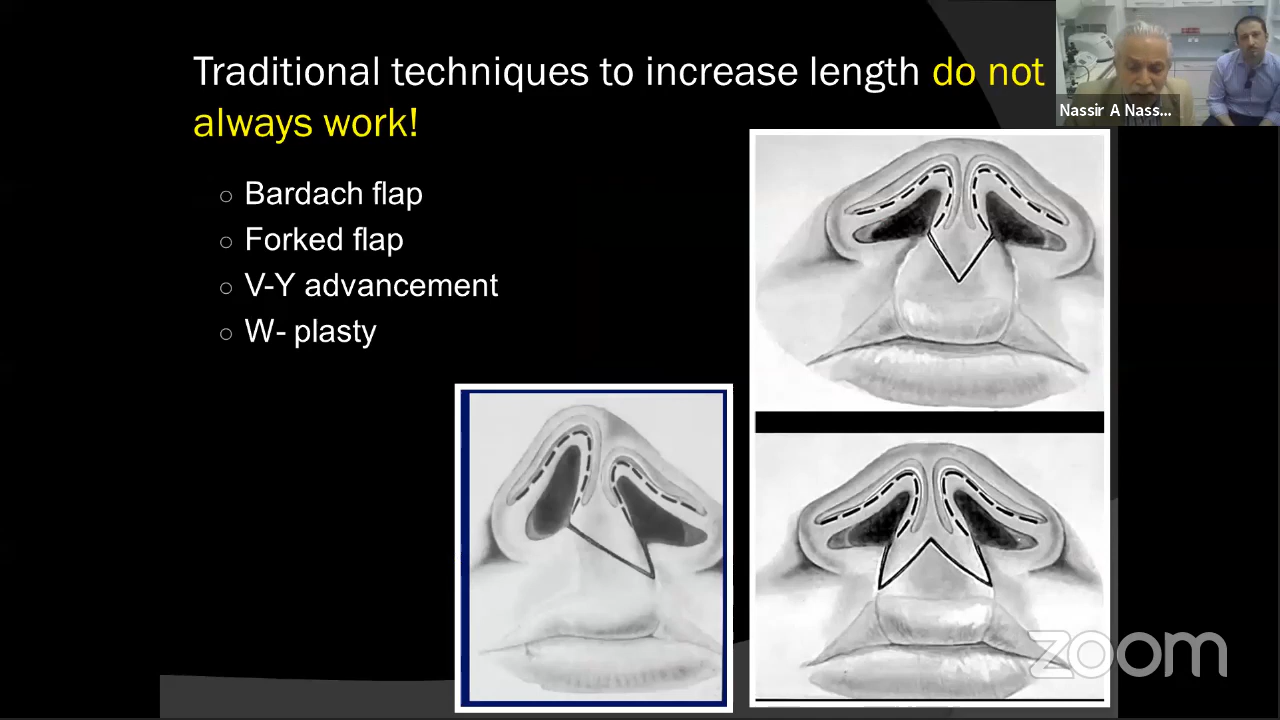 Traditional techniques to increase length do not
always work!
Nassir A Nass...
Bardach flap
Forked flap
V-Y advancement
W- plasty
zoom